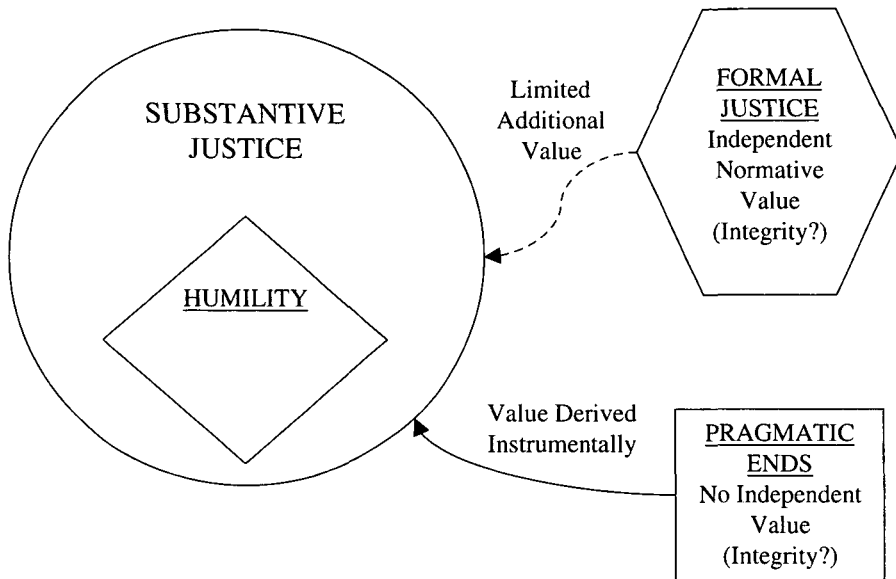 SUBSTANTIVE
JUSTICE
HUMILITY
Limited
Additional
Value
FORMAL
JUSTICE
Independent
Normative
Value
(Integrity?)
Value Derived
Instrumentally
PRAGMATIC
ENDS
No Independent
Value
(Integrity?)